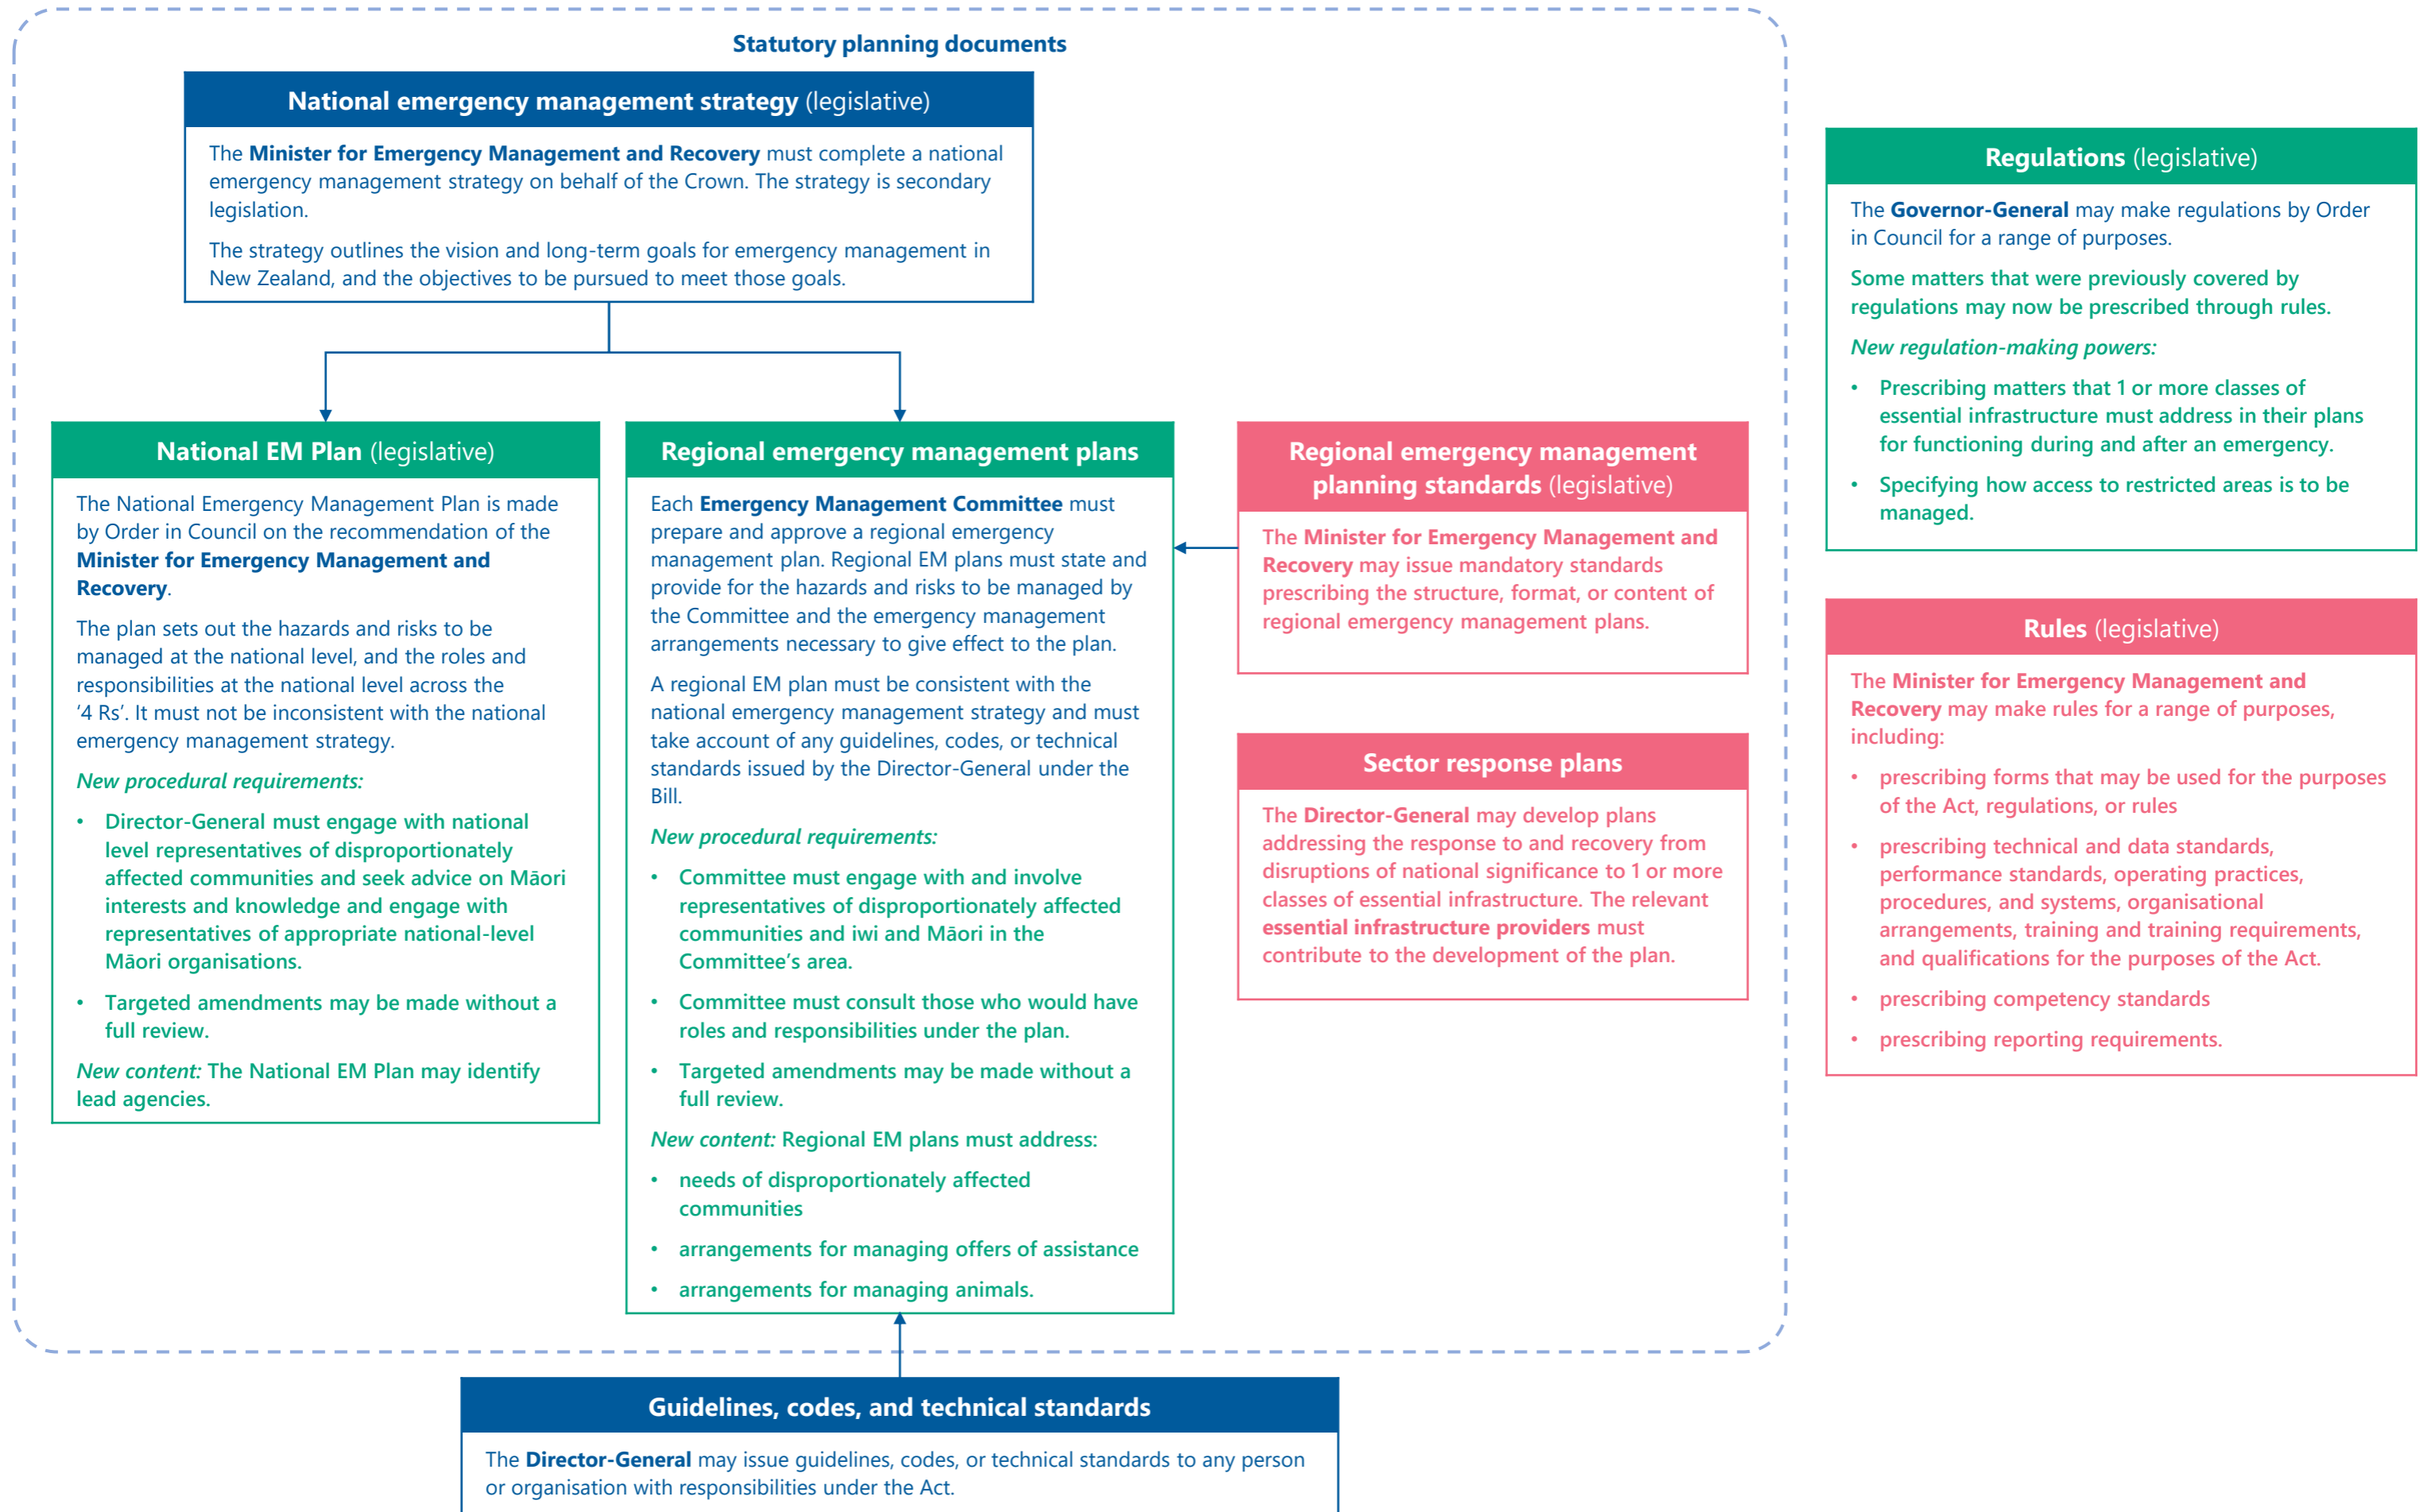 Statutory planning documents
National emergency management strategy (legislative)
The Minister for Emergency Management and Recovery must complete a national
emergency management strategy on behalf of the Crown. The strategy is secondary
legislation.
The strategy outlines the vision and long-term goals for emergency management in
New Zealand, and the objectives to be pursued to meet those goals.
National EM Plan (legislative)
The National Emergency Management Plan is made
by Order in Council on the recommendation of the
Minister for Emergency Management and
Recovery.
The plan sets out the hazards and risks to be
managed at the national level, and the roles and
responsibilities at the national level across the
‘4 Rs’. It must not be inconsistent with the national
emergency management strategy.
New procedural requirements:
• Director-General must engage with national
level representatives of disproportionately
affected communities and seek advice on Māori
interests and knowledge and engage with
representatives of appropriate national-level
Māori organisations.
• Targeted amendments may be made without a
full review.
New content: The National EM Plan may identify
lead agencies.
Regional emergency management plans
Each Emergency Management Committee must
prepare and approve a regional emergency
management plan. Regional EM plans must state and
provide for the hazards and risks to be managed by
the Committee and the emergency management
arrangements necessary to give effect to the plan.
A regional EM plan must be consistent with the
national emergency management strategy and must
take account of any guidelines, codes, or technical
standards issued by the Director-General under the
Bill.
New procedural requirements:
• Committee must engage with and involve
representatives of disproportionately affected
communities and iwi and Māori in the
Committee’s area.
• Committee must consult those who would have
roles and responsibilities under the plan.
• Targeted amendments may be made without a
full review.
New content: Regional EM plans must address:
• needs of disproportionately affected
communities
• arrangements for managing offers of assistance
• arrangements for managing animals.
Regional emergency management
planning standards (legislative)
The Minister for Emergency Management and
Recovery may issue mandatory standards
prescribing the structure, format, or content of
regional emergency management plans.
Sector response plans
The Director-General may develop plans
addressing the response to and recovery from
disruptions of national significance to 1 or more
classes of essential infrastructure. The relevant
essential infrastructure providers must
contribute to the development of the plan.
Guidelines, codes, and technical standards
The Director-General may issue guidelines, codes, or technical standards to any person
or organisation with responsibilities under the Act.
Regulations (legislative)
The Governor-General may make regulations by Order
in Council for a range of purposes.
Some matters that were previously covered by
regulations may now be prescribed through rules.
New regulation-making powers:
• Prescribing matters that 1 or more classes of
essential infrastructure must address in their plans
for functioning during and after an emergency.
• Specifying how access to restricted areas is to be
managed.
Rules (legislative)
The Minister for Emergency Management and
Recovery may make rules for a range of purposes,
including:
• prescribing forms that may be used for the purposes
of the Act, regulations, or rules
• prescribing technical and data standards,
performance standards, operating practices,
procedures, and systems, organisational
arrangements, training and training requirements,
and qualifications for the purposes of the Act.
• prescribing competency standards
• prescribing reporting requirements.